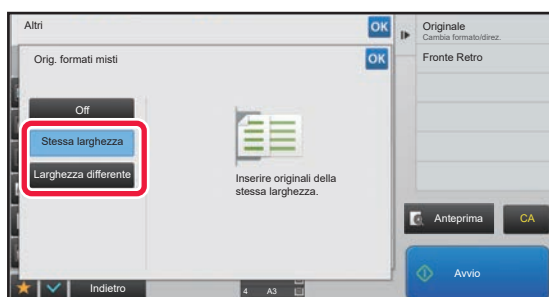 Altri
OK
Orig. formati misti
OK
Off
Stessa larghezza
Larghezza differente
Inserire originali della
stessa larghezza.
Indietro
4 A3
Originale
Cambia formato/direz.
Fronte Retro
Anteprima
CA
Avvio